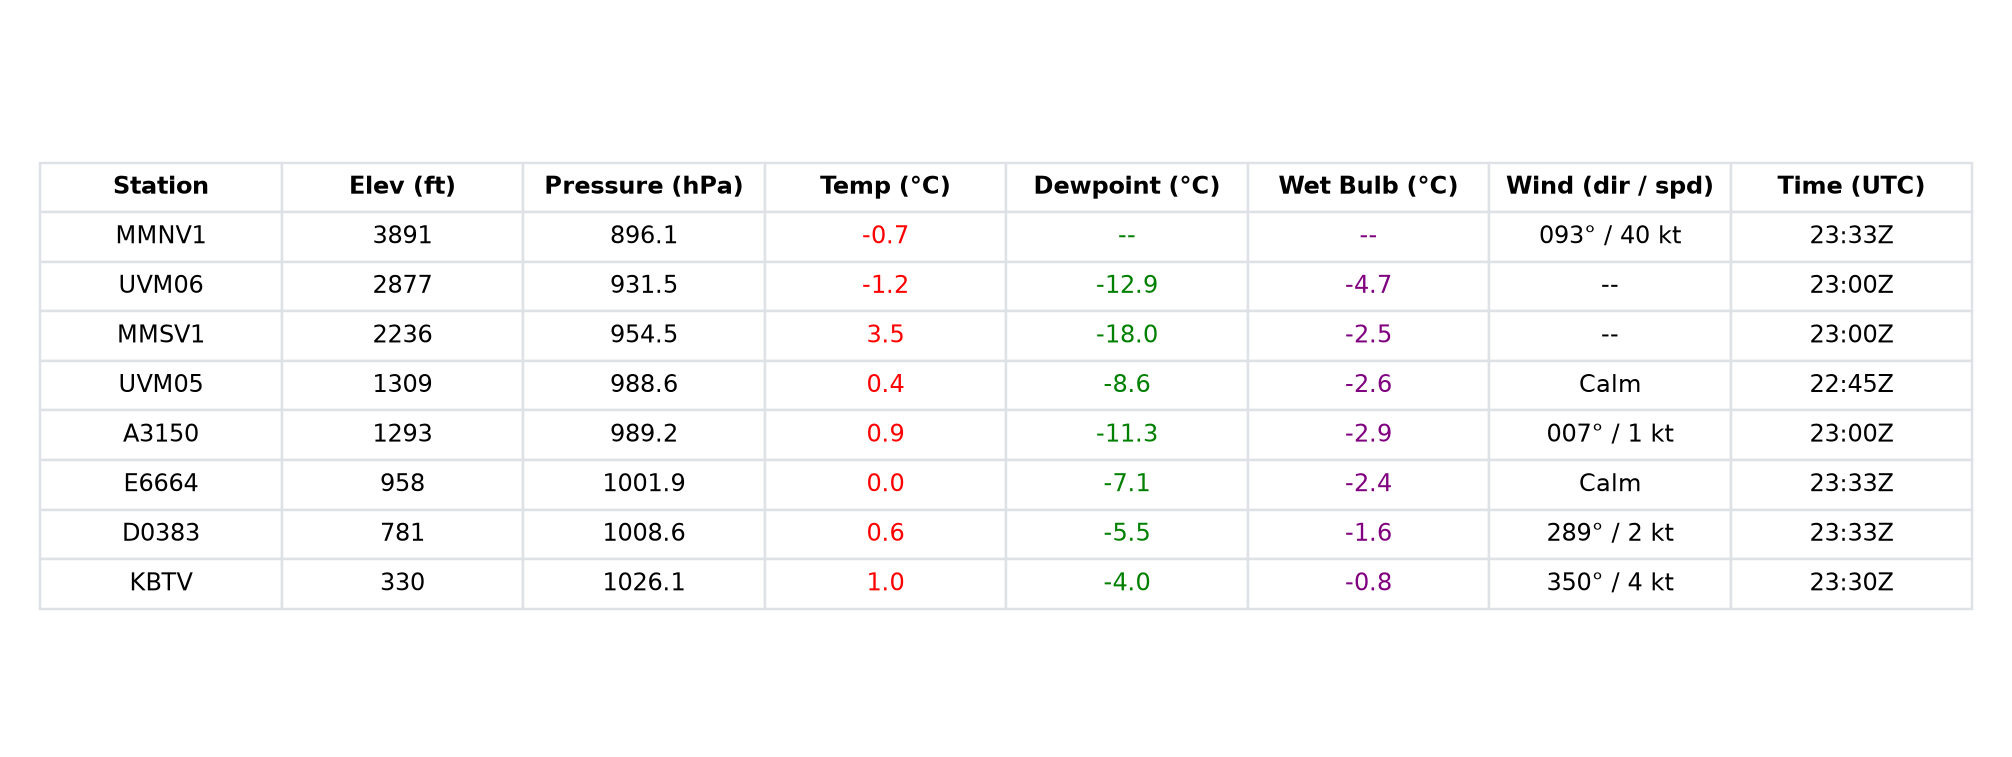 Station Elev (ft) Pressure (hPa) Temp (°C) Dewpoint (°C) Wet Bulb (°C) Wind (dir / spd) Time (UTC)
MMNV1 3891 896.1 -0.7 -- -- 093° / 40 kt 23:33Z
UVM06 2877 931.5 -1.2 -12.9 -4.7 -- 23:00Z
MMSV1 2236 954.5 3.5 -18.0 -2.5 -- 23:00Z
UVM05 1309 988.6 0.4 -8.6 -2.6 Calm 22:45Z
A3150 1293 989.2 0.9 -11.3 -2.9 007° / 1 kt 23:00Z
E6664 958 1001.9 0.0 -7.1 -2.4 Calm 23:33Z
D0383 781 1008.6 0.6 -5.5 -1.6 289° / 2 kt 23:33Z
KBTV 330 1026.1 1.0 -4.0 -0.8 350° / 4 kt 23:30Z